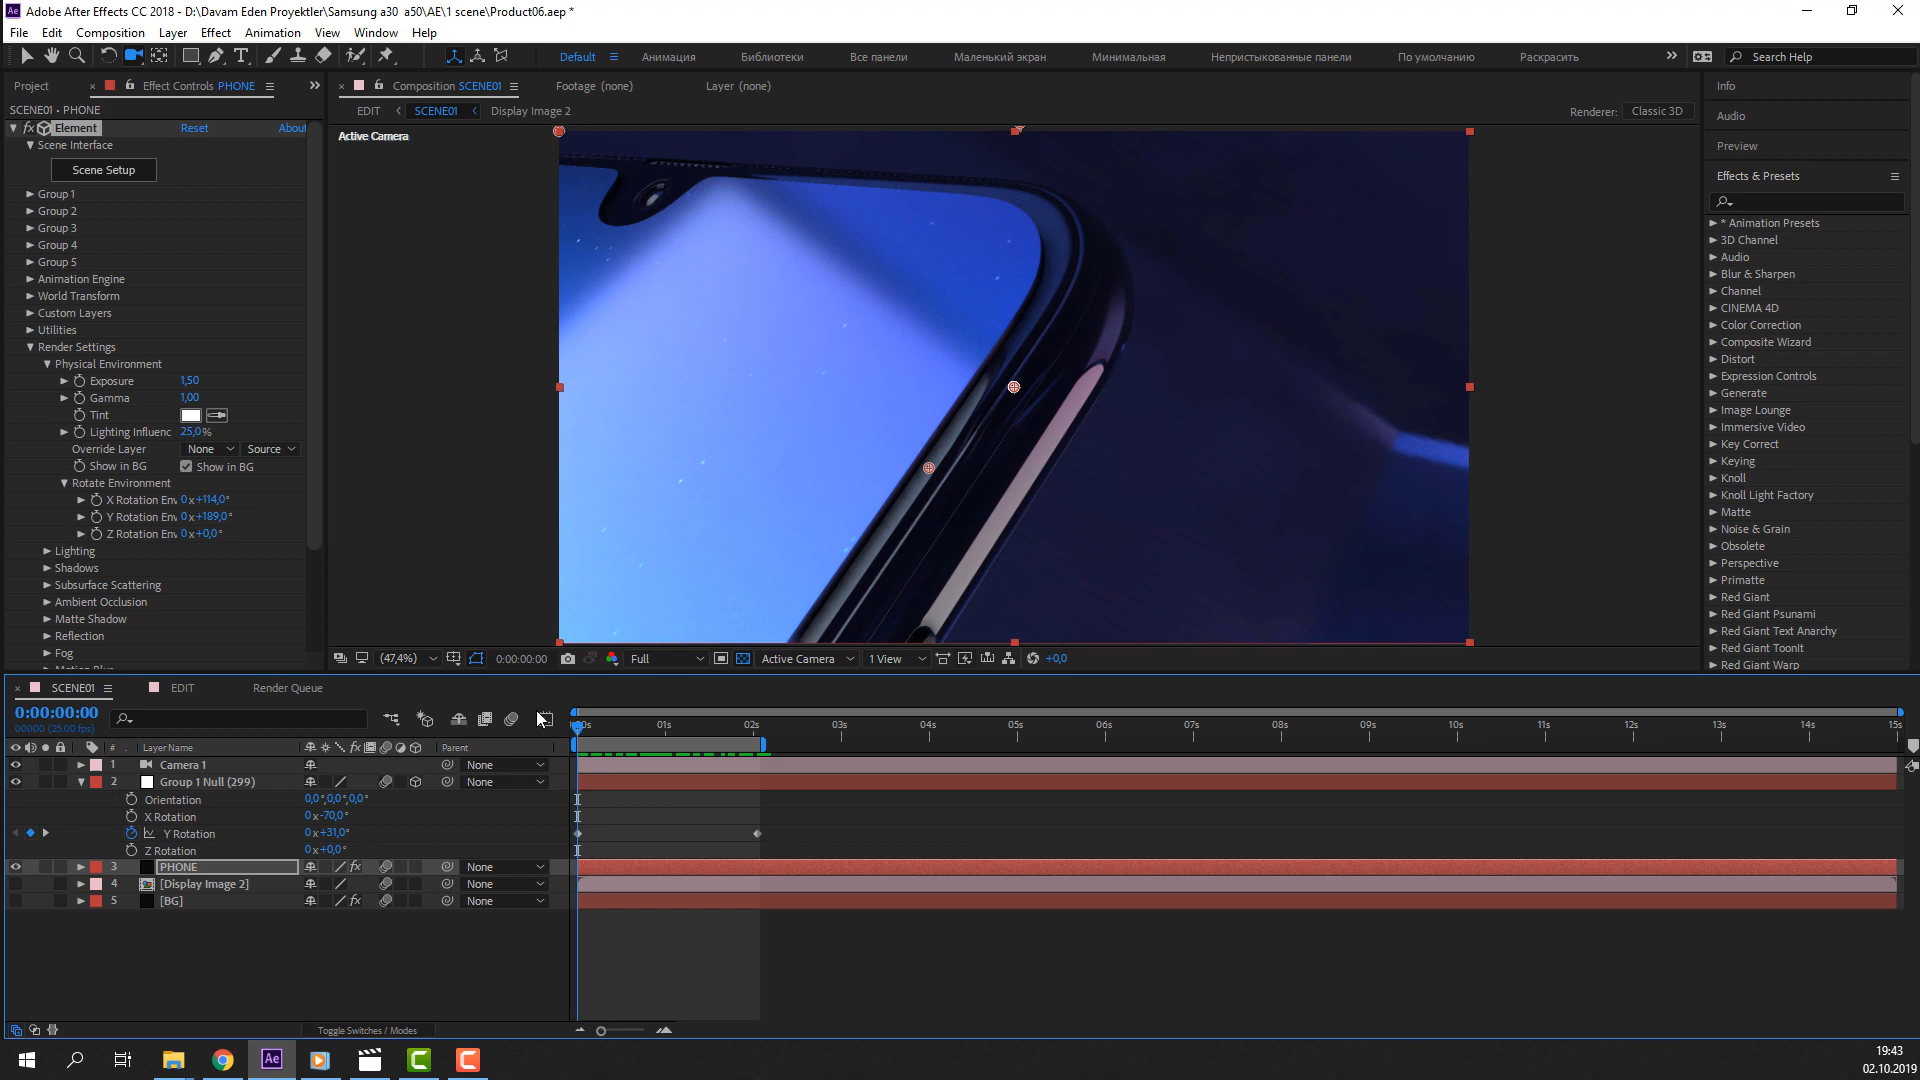 Adobe After Effects CC 2018 - D:\Davam Eden Proyektler\Samsung a30  a50\AE\1 scene\Product06.aep *
File Edit Composition Layer Effect Animation View Window Help
Default Анимация Библиотеки Все панели Маленький экран Минимальная Непристыкованные панели По умолчанию Раскрасить Search Help
Project Effect Controls PHONE Composition SCENE01 Footage (none) Layer (none) Info
SCENE01 • PHONE EDIT SCENE01 Display Image 2 Renderer: Classic 3D Audio
Element Reset About Active Camera Preview
Scene Interface
Scene Setup Effects & Presets
Group 1
Group 2 * Animation Presets
Group 3 3D Channel
Group 4 Audio
Group 5 Blur & Sharpen
Animation Engine Channel
World Transform CINEMA 4D
Custom Layers Color Correction
Utilities Composite Wizard
Render Settings Distort
Physical Environment Expression Controls
Exposure 1,50 Generate
Gamma 1,00 Image Lounge
Tint Immersive Video
Lighting Influenc 25,0% Key Correct
Override Layer None Source Keying
Show in BG Show in BG Knoll
Rotate Environment Knoll Light Factory
X Rotation Env 0x+114,0° Matte
Y Rotation Env 0x+189,0° Noise & Grain
Z Rotation Env 0x+0,0° Obsolete
Lighting Perspective
Shadows Primatte
Subsurface Scattering Red Giant
Ambient Occlusion Red Giant Psunami
Matte Shadow Red Giant Text Anarchy
Reflection Red Giant ToonIt
Fog Red Giant Warp
(47,4%) 0:00:00:00 Full Active Camera 1 View +0,0
SCENE01 EDIT Render Queue
0:00:00:00
00000 (25.00 fps)
00s 01s 02s 03s 04s 05s 06s 07s 08s 09s 10s 11s 12s 13s 14s 15s
# Layer Name Parent
1 Camera 1 None
2 Group 1 Null (299) None
Orientation 0,0°,0,0°,0,0°
X Rotation 0x-70,0°
Y Rotation 0x+31,0°
Z Rotation 0x+0,0°
3 PHONE None
4 [Display Image 2] None
5 [BG] None
Toggle Switches / Modes
19:43
02.10.2019